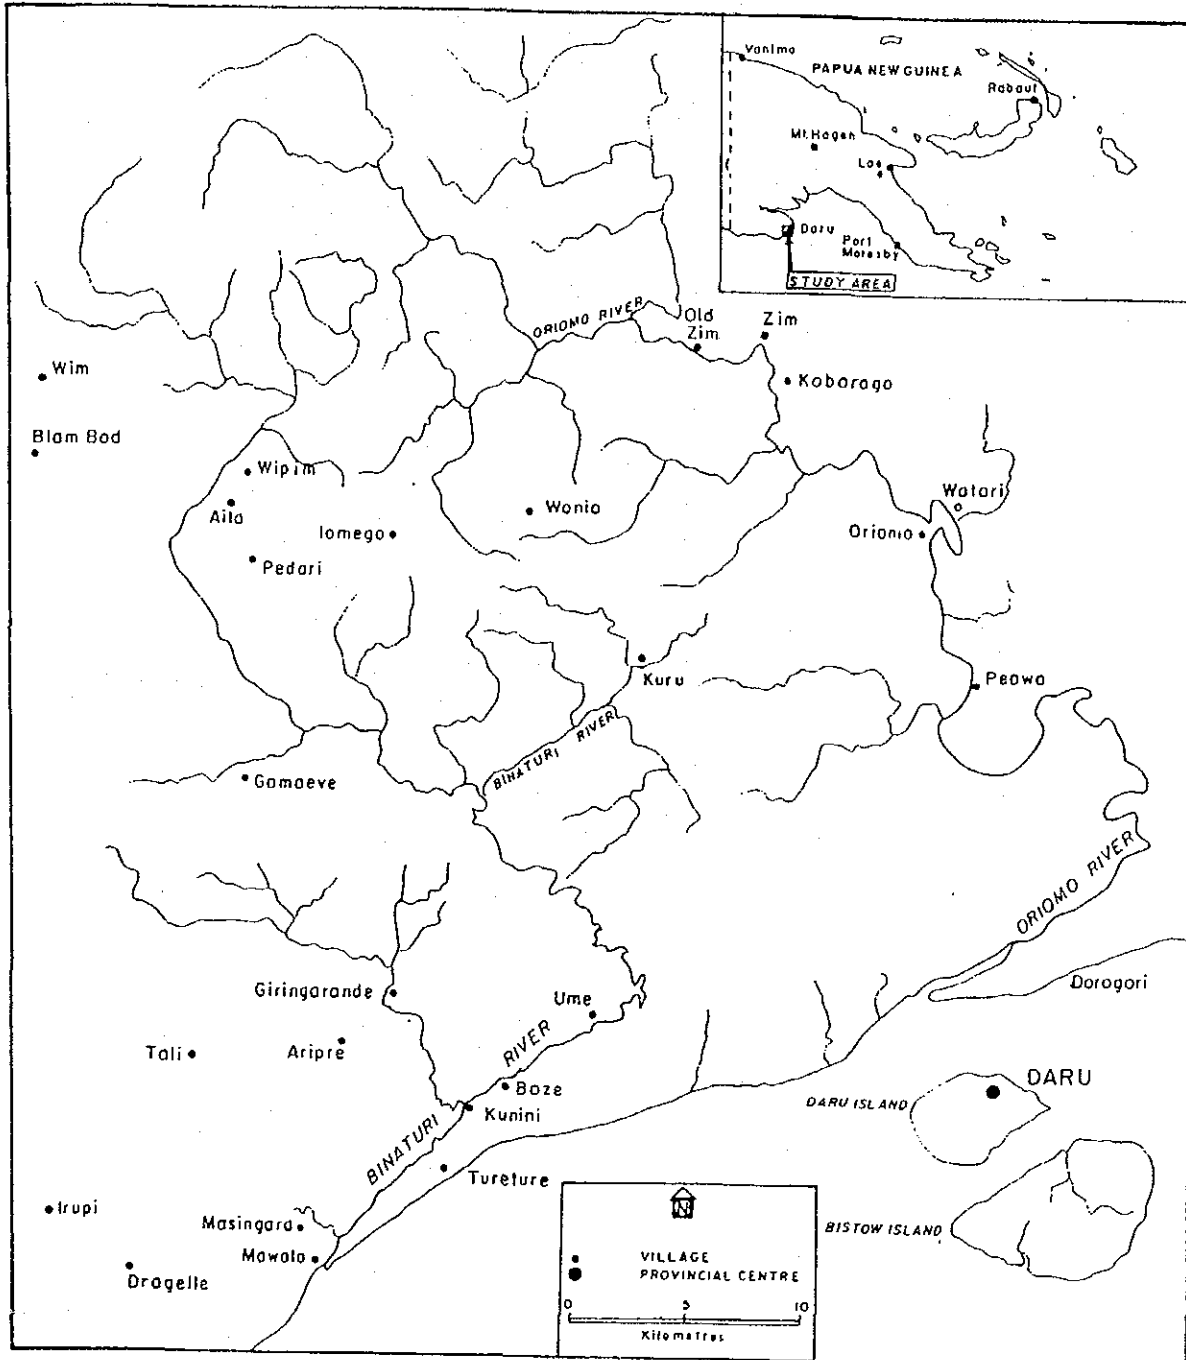 Vanimo
PAPUA NEW GUINEA
Rabaul
Mt. Hagen
Lae
Daru
Port
Moresby
STUDY AREA
ORIOMO RIVER
Old
Zim
Zim
Wim
Kabarago
Blam Bad
Wipim
Aila
Iomego
Wonia
Watari
Oriomo
Pedari
Kuru
Peawa
BINATURI RIVER
Gamaeve
ORIOMO RIVER
Giringarande
Dorogori
Ume
RIVER
Tali
Aripre
Boze
DARU
DARU ISLAND
Kunini
BINATURI
Tureture
Irupi
Masingara
BISTOW ISLAND
Mawala
Dragelle
N
VILLAGE
PROVINCIAL CENTRE
0 5 10
Kilometres